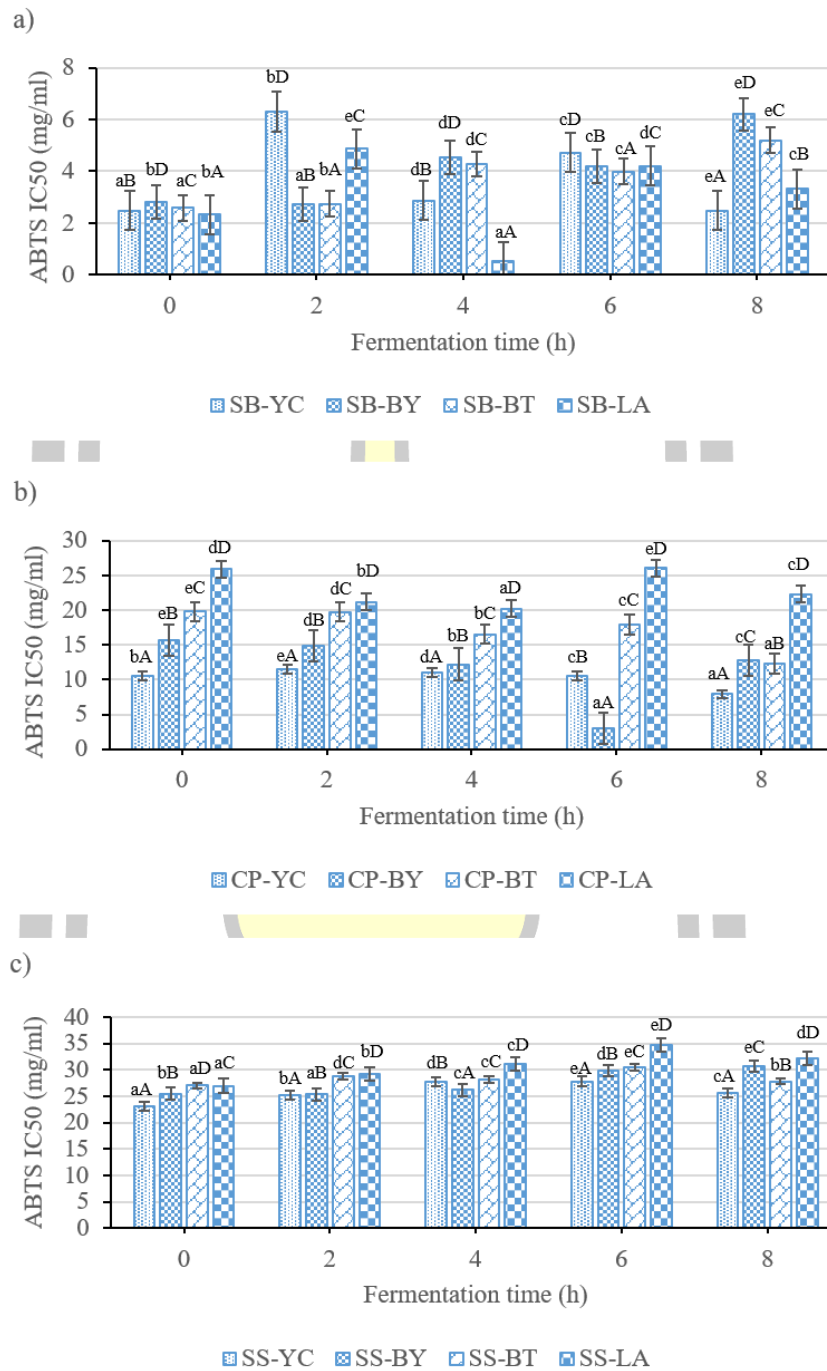 a)
ABTS IC50 (mg/ml)
8
6
4
2
0
aB bD aC bA
bD aB bA eC
dB dD dC aA
cD cB cA dC
eA eD eC cB
0 2 4 6 8
Fermentation time (h)
SB-YC SB-BY SB-BT SB-LA
b)
ABTS IC50 (mg/ml)
30
25
20
15
10
5
0
bA eB eC dD
eA dB dC bD
dA bB bC aD
cB aA cC eD
aA cC aB cD
0 2 4 6 8
Fermentation time (h)
CP-YC CP-BY CP-BT CP-LA
c)
ABTS IC50 (mg/ml)
40
35
30
25
20
15
10
5
0
aA bB aD aC
bA aB dC bD
dB cA cC cD
eA dB eC eD
cA eC bB dD
0 2 4 6 8
Fermentation time (h)
SS-YC SS-BY SS-BT SS-LA